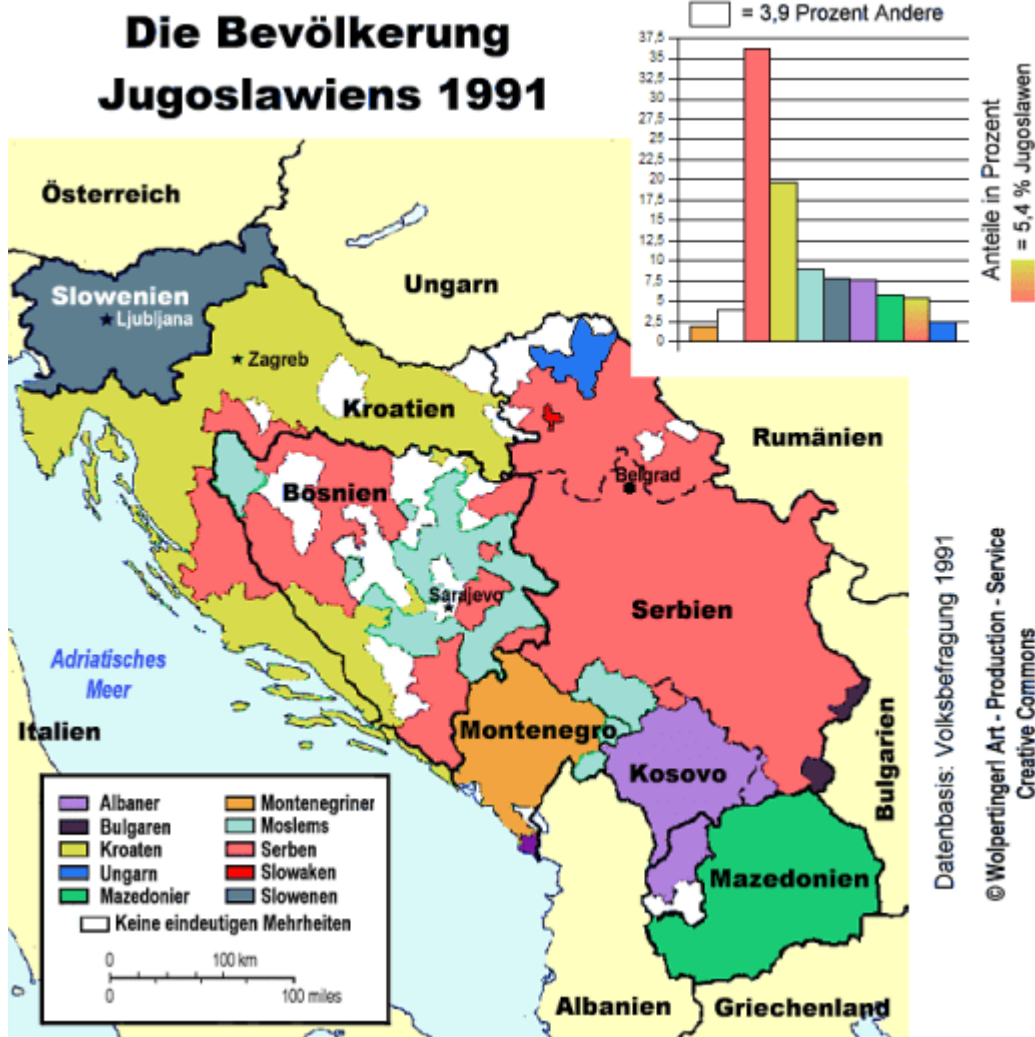 Die Bevölkerung
Jugoslawiens 1991
= 3,9 Prozent Andere
37,5
35
32,5
30
27,5
25
22,5
20
17,5
15
12,5
10
7,5
5
2,5
0
Anteile in Prozent
= 5,4 % Jugoslawen
Österreich
Ungarn
Slowenien
Ljubljana
Zagreb
Kroatien
Rumänien
Belgrad
Bosnien
Sarajevo
Serbien
Adriatisches
Meer
Italien
Montenegro
Kosovo
Bulgarien
Mazedonien
Albanien
Griechenland
Albaner
Bulgaren
Kroaten
Ungarn
Mazedonier
Montenegriner
Moslems
Serben
Slowaken
Slowenen
Keine eindeutigen Mehrheiten
0 100 km
0 100 miles
Datenbasis: Volksbefragung 1991
© Wolpertingerl Art - Production - Service
Creative Commons